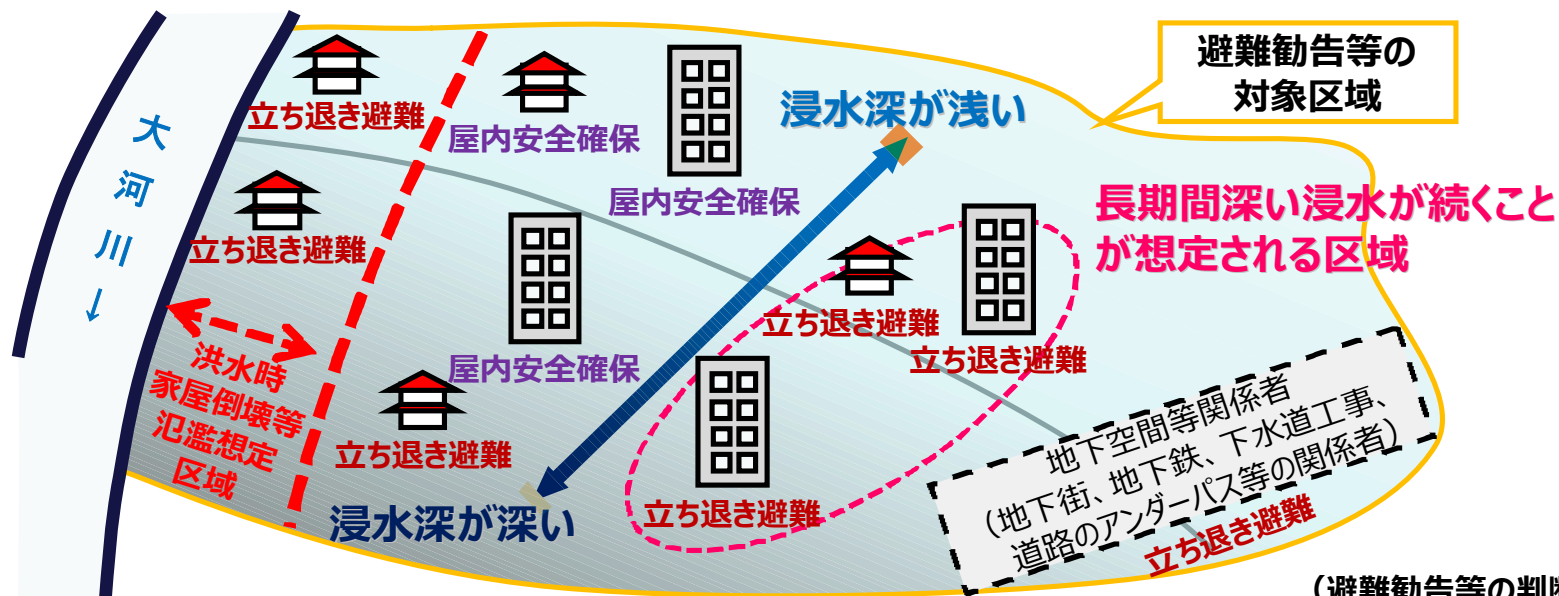 避難勧告等の
対象区域
大河川→
立ち退き避難
屋内安全確保
屋内安全確保
浸水深が浅い
長期間深い浸水が続くこと
が想定される区域
立ち退き避難
屋内安全確保
立ち退き避難
立ち退き避難
洪水時
家屋倒壊等
氾濫想定
区域
立ち退き避難
浸水深が深い
立ち退き避難
地下空間等関係者
（地下街、地下鉄、下水道工事、
道路のアンダーパス等の関係者）
立ち退き避難
（避難勧告等の判断